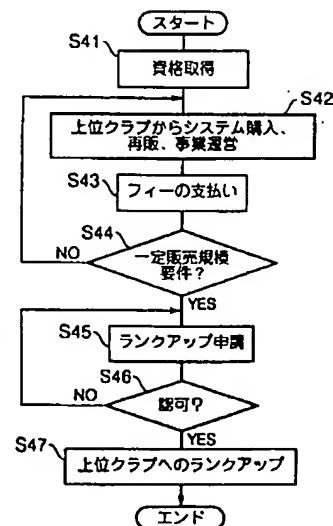 スタート
S41
資格取得
S42
上位クラブからシステム購入、
再販、事業運営
S43
フィーの支払い
S44
一定販売規模
要件？
NO
YES
S45
ランクアップ申請
S46
認可？
NO
YES
S47
上位クラブへのランクアップ
エンド